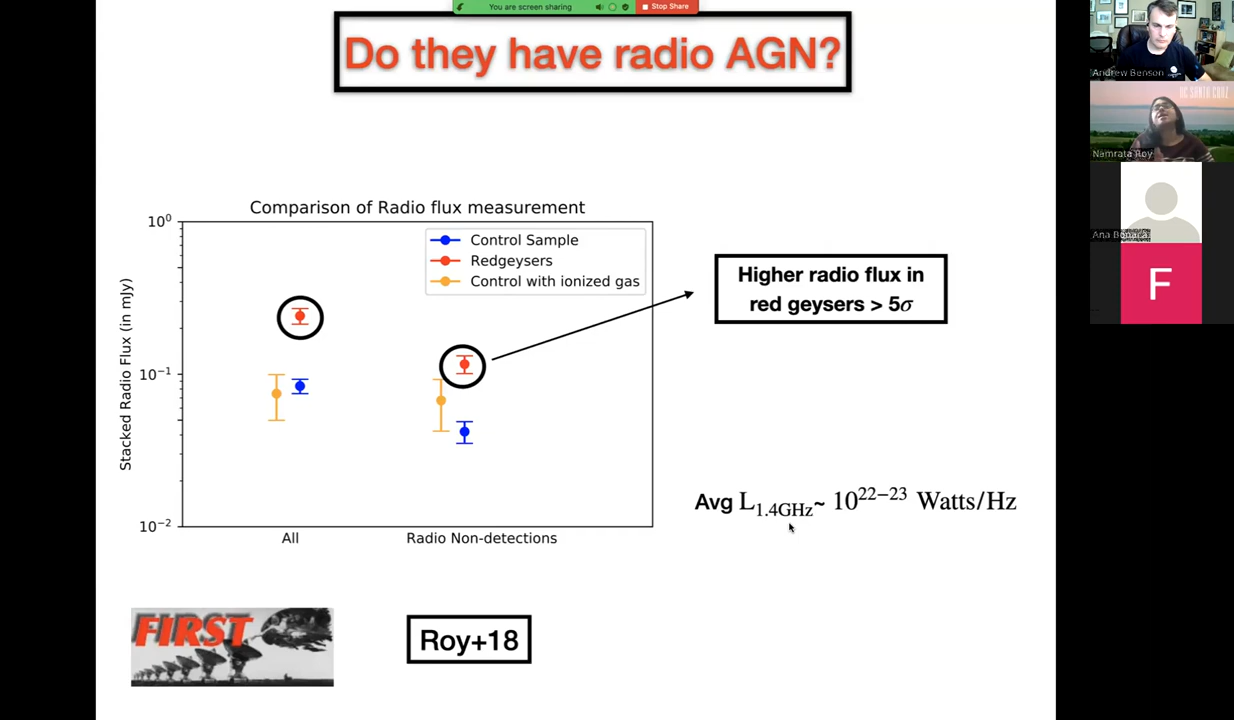 You are screen sharing
Stop Share
Do they have radio AGN?
Andrew Benson
UC SANTA CRUZ
Namrata Roy
Ana Bonaca
F
Comparison of Radio flux measurement
Stacked Radio Flux (in mJy)
10⁰
10⁻¹
10⁻²
Control Sample
Redgeysers
Control with ionized gas
All
Radio Non-detections
Higher radio flux in
red geysers > 5σ
Avg L₁.₄GHz~ 10²²⁻²³ Watts/Hz
FIRST
Roy+18